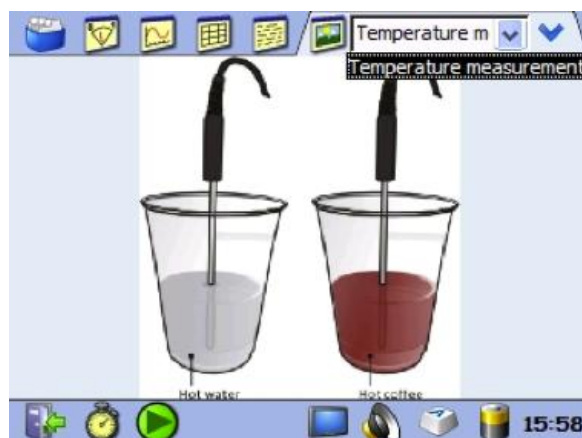 Temperature m
Temperature measurement
Hot water
Hot coffee
15:58